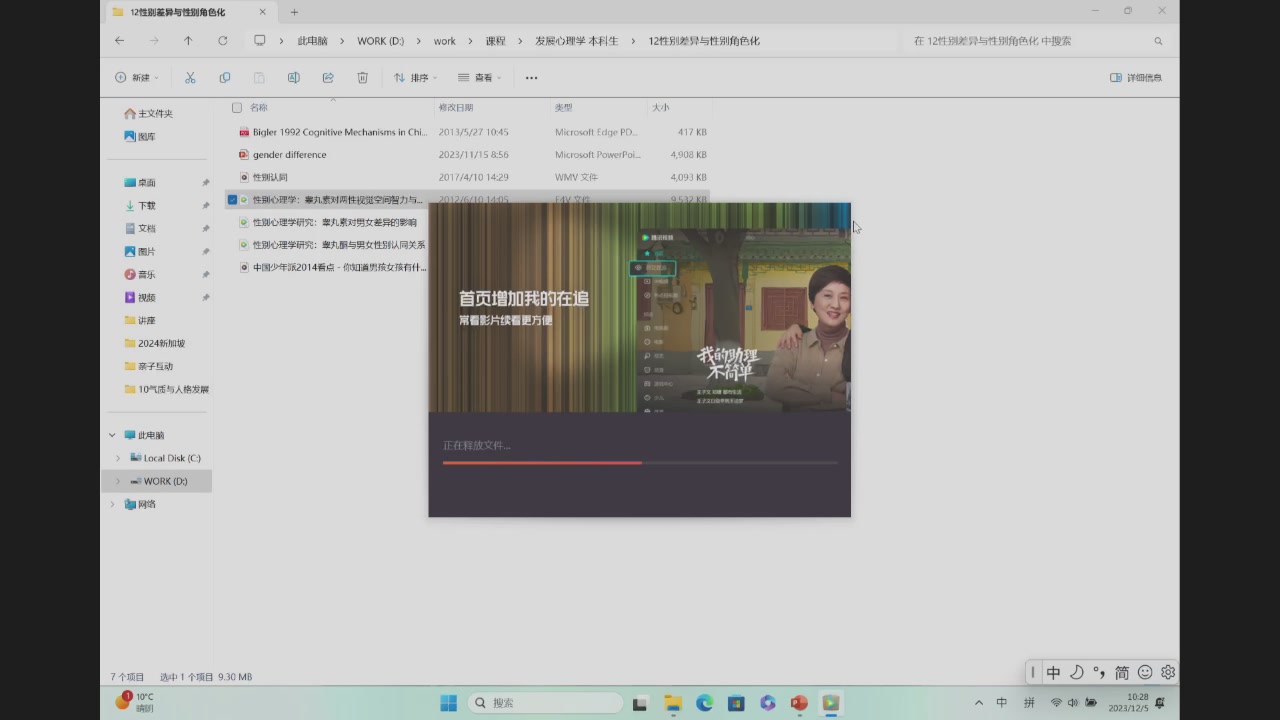 12性别差异与性别角色化
此电脑 > WORK (D:) > work > 课程 > 发展心理学 本科生 > 12性别差异与性别角色化
在 12性别差异与性别角色化 中搜索
新建
排序
查看
详细信息
名称 修改日期 类型 大小
Bigler 1992 Cognitive Mechanisms in Chi... 2013/5/27 10:45 Microsoft Edge PD... 417 KB
gender difference 2023/11/15 8:56 Microsoft PowerPoi... 4,908 KB
性别认同 2017/4/10 14:29 WMV 文件 4,093 KB
性别心理学：睾丸素对两性视觉空间智力与... 2012/6/10 14:05 F4V 文件 9,532 KB
性别心理学研究：睾丸素对男女差异的影响
性别心理学研究：睾丸酮与男女性别认同关系
中国少年派2014看点 - 你知道男孩女孩有什...
主文件夹
图库
桌面
下载
文档
图片
音乐
视频
讲座
2024新加坡
亲子互动
10气质与人格发展
此电脑
Local Disk (C:)
WORK (D:)
网络
腾讯视频
首页增加我的在追
常看影片续看更方便
我的助理
不简单
正在释放文件...
7 个项目 选中 1 个项目 9.30 MB
中 简
1
10°C
晴朗
搜索
中 拼
10:28
2023/12/5